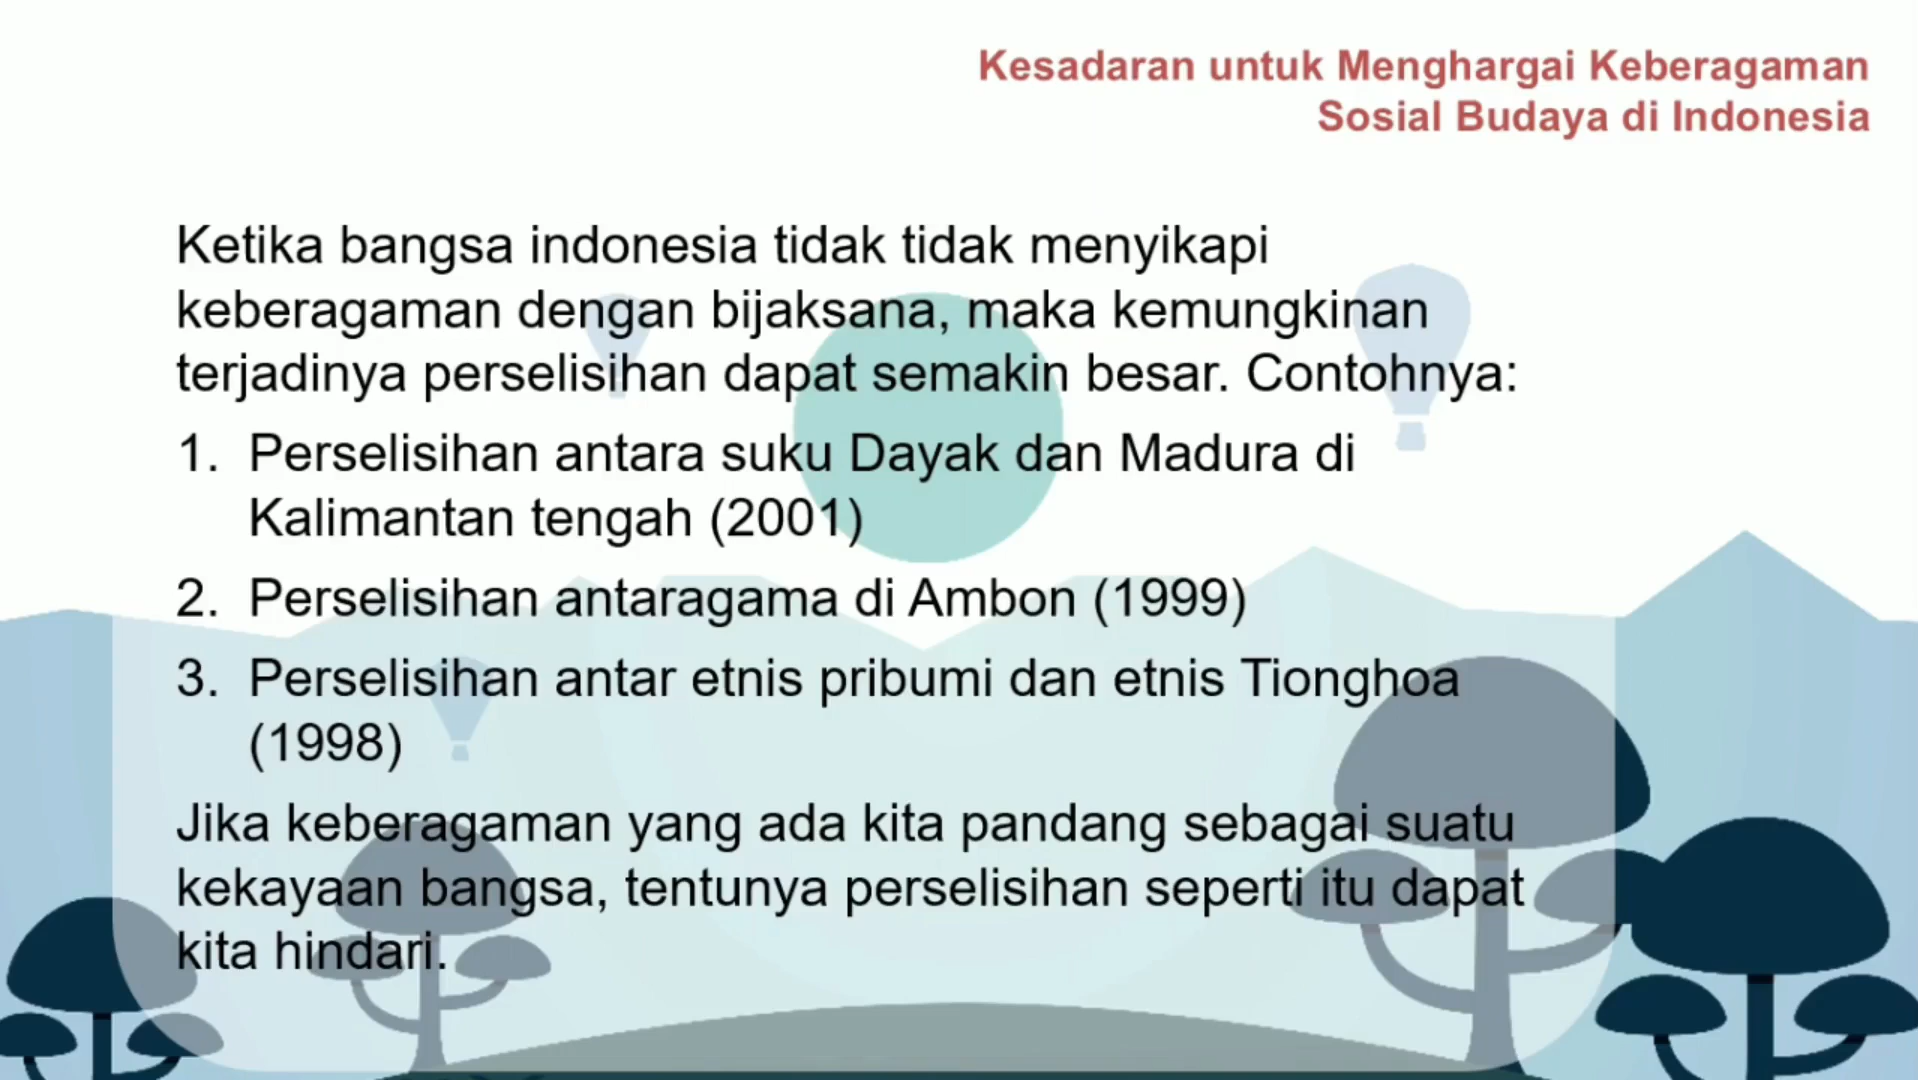 Kesadaran untuk Menghargai Keberagaman
Sosial Budaya di Indonesia
Ketika bangsa indonesia tidak tidak menyikapi
keberagaman dengan bijaksana, maka kemungkinan
terjadinya perselisihan dapat semakin besar. Contohnya:
1. Perselisihan antara suku Dayak dan Madura di
Kalimantan tengah (2001)
2. Perselisihan antaragama di Ambon (1999)
3. Perselisihan antar etnis pribumi dan etnis Tionghoa
(1998)
Jika keberagaman yang ada kita pandang sebagai suatu
kekayaan bangsa, tentunya perselisihan seperti itu dapat
kita hindari.